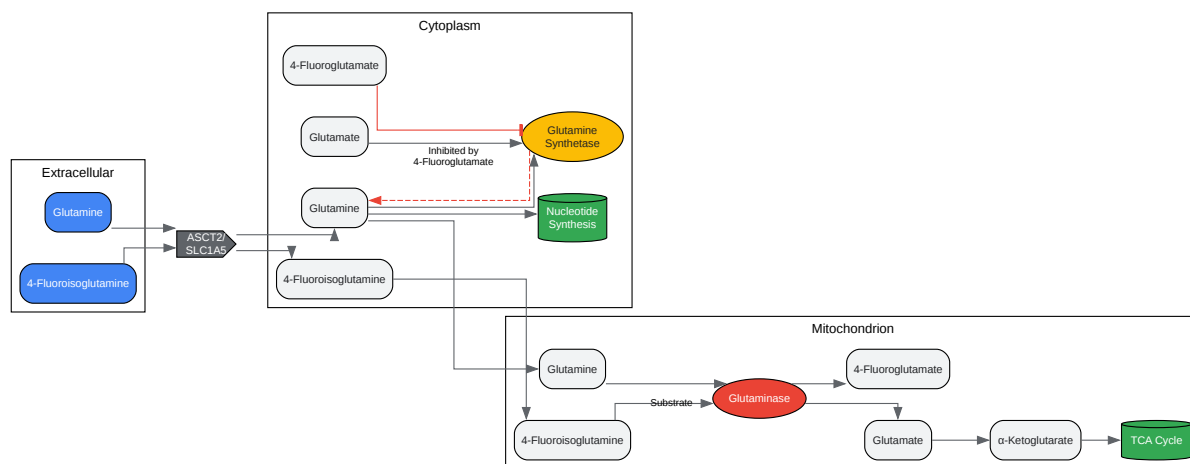 Cytoplasm
4-Fluoroglutamate
Glutamate
Glutamine
Synthetase
Inhibited by
4-Fluoroglutamate
Extracellular
Glutamine
4-Fluoroisoglutamine
ASCT2/
SLC1A5
Glutamine
Nucleotide
Synthesis
4-Fluoroisoglutamine
Mitochondrion
Glutamine
4-Fluoroglutamate
Substrate
Glutaminase
4-Fluoroisoglutamine
Glutamate
α-Ketoglutarate
TCA Cycle